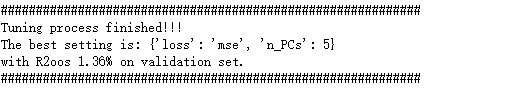 ############################################################
Tuning process finished!!!
The best setting is: {'loss': 'mse', 'n_PCs': 5}
with R2oos 1.36% on validation set.
############################################################